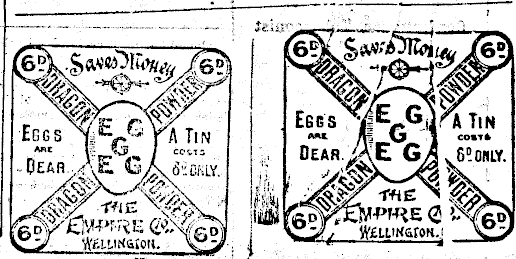 6D Saves Money 6D
DRAGON POWDER
EGGS ARE DEAR.
E G
G
E G
A TIN COSTS 6D. ONLY.
DRAGON POWDER
6D THE EMPIRE Co. WELLINGTON. 6D
6D Saves Money 6D
DRAGON POWDER
EGGS ARE DEAR.
E G
G
E G
A TIN COSTS 6D. ONLY.
DRAGON POWDER
6D THE EMPIRE Co. WELLINGTON. 6D